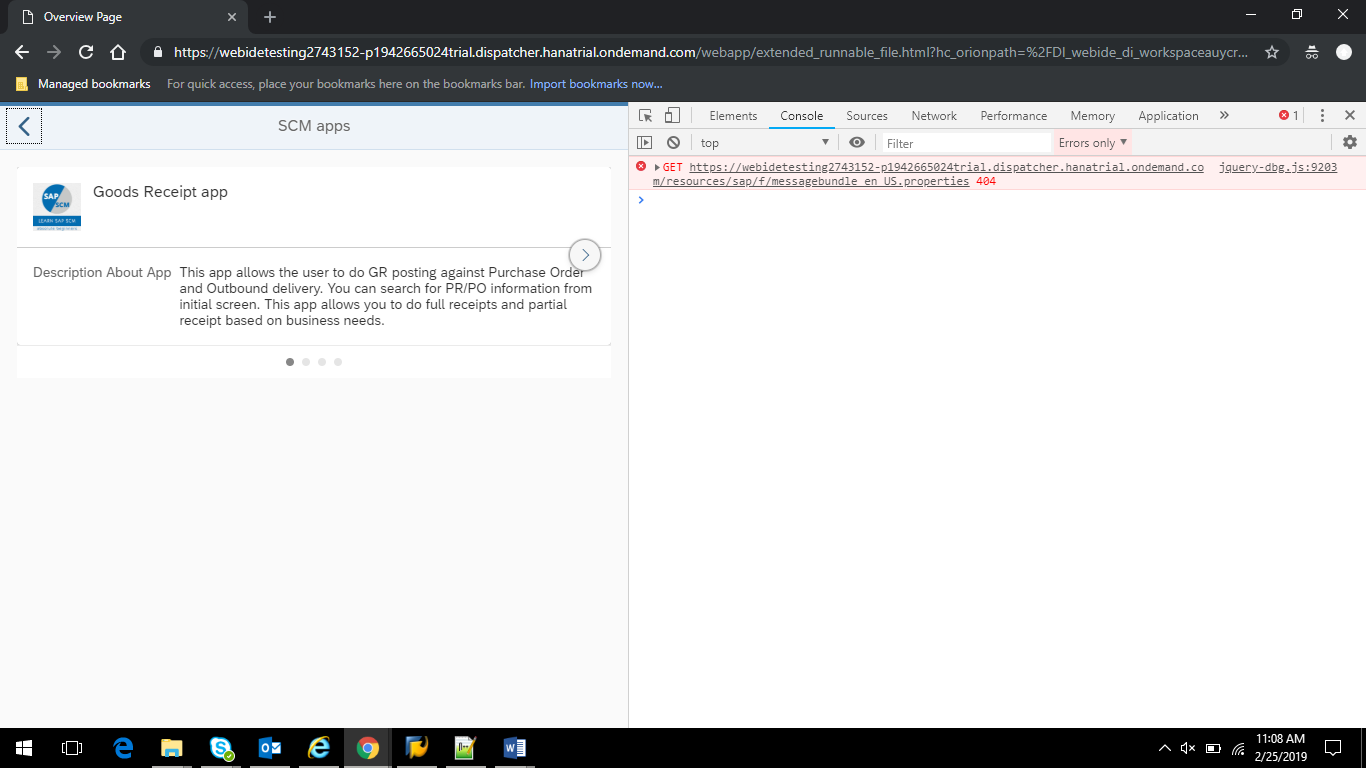 Overview Page
https://webidetesting2743152-p1942665024trial.dispatcher.hanatrial.ondemand.com/webapp/extended_runnable_file.html?hc_orionpath=%2FDI_webide_di_workspaceauycr...
Managed bookmarks For quick access, place your bookmarks here on the bookmarks bar. Import bookmarks now...
SCM apps
SAP
SCM
LEARN SAP SCM
Goods Receipt app
Description About App
This app allows the user to do GR posting against Purchase Order
and Outbound delivery. You can search for PR/PO information from
initial screen. This app allows you to do full receipts and partial
receipt based on business needs.
Elements Console Sources Network Performance Memory Application » 1
top Filter Errors only
GET https://webidetesting2743152-p1942665024trial.dispatcher.hanatrial.ondemand.co jquery-dbg.js:9203
m/resources/sap/f/messagebundle_en_US.properties 404
11:08 AM
2/25/2019